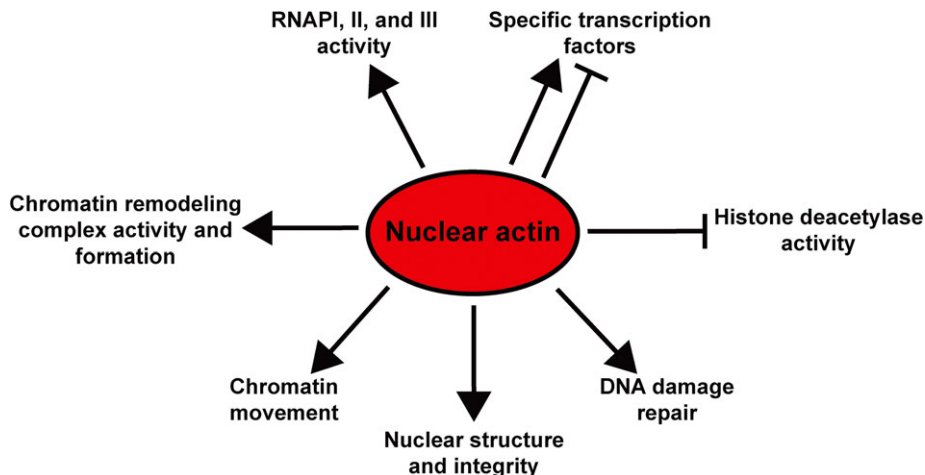 RNAPI, II, and III
activity
Specific transcription
factors
Chromatin remodeling
complex activity and
formation
Nuclear actin
Histone deacetylase
activity
Chromatin
movement
DNA damage
repair
Nuclear structure
and integrity